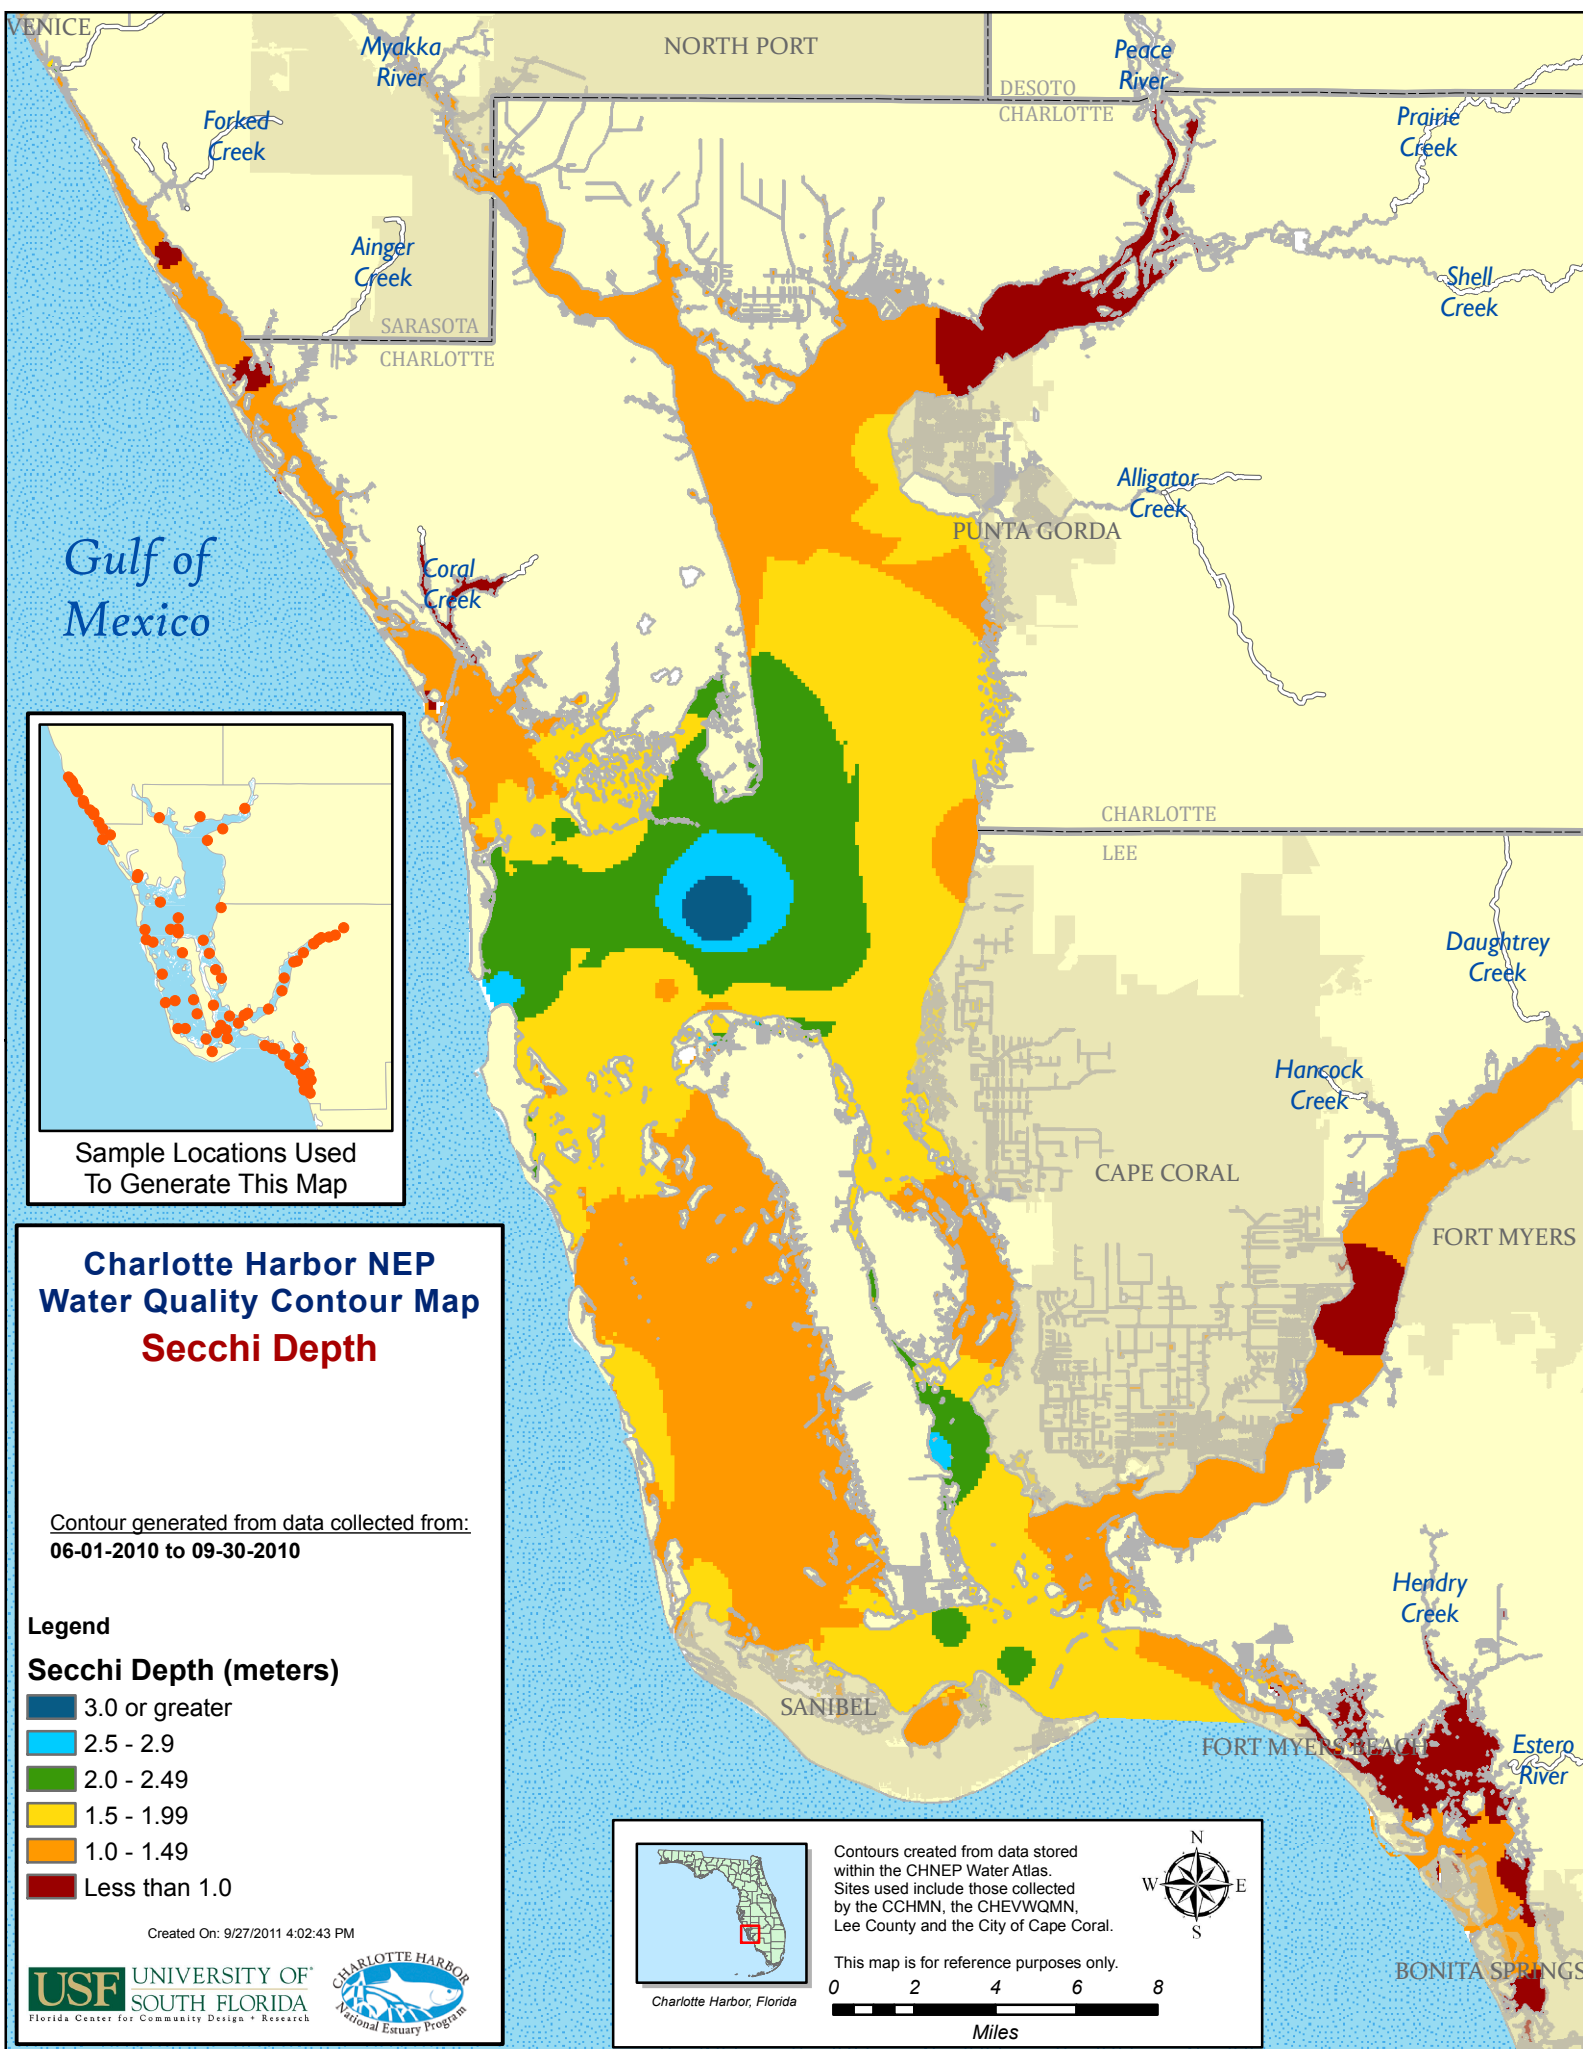 VENICE
Myakka
River
NORTH PORT
Peace
River
DESOTO
CHARLOTTE
Forked
Creek
Prairie
Creek
Ainger
Creek
Shell
Creek
SARASOTA
CHARLOTTE
Alligator
Creek
PUNTA GORDA
Gulf of
Mexico
Coral
Creek
CHARLOTTE
LEE
Daughtrey
Creek
Hancock
Creek
CAPE CORAL
FORT MYERS
Sample Locations Used
To Generate This Map
Charlotte Harbor NEP
Water Quality Contour Map
Secchi Depth
Contour generated from data collected from:
06-01-2010 to 09-30-2010
Hendry
Creek
SANIBEL
FORT MYERS BEACH
Estero
River
BONITA SPRINGS
Legend
Secchi Depth (meters)
3.0 or greater
2.5 - 2.9
2.0 - 2.49
1.5 - 1.99
1.0 - 1.49
Less than 1.0
Created On: 9/27/2011 4:02:43 PM
USF UNIVERSITY OF
SOUTH FLORIDA
Florida Center for Community Design + Research
CHARLOTTE HARBOR
National Estuary Program
Charlotte Harbor, Florida
Contours created from data stored
within the CHNEP Water Atlas.
Sites used include those collected
by the CCHMN, the CHEVWQMN,
Lee County and the City of Cape Coral.
This map is for reference purposes only.
N
W E
S
0 2 4 6 8
Miles